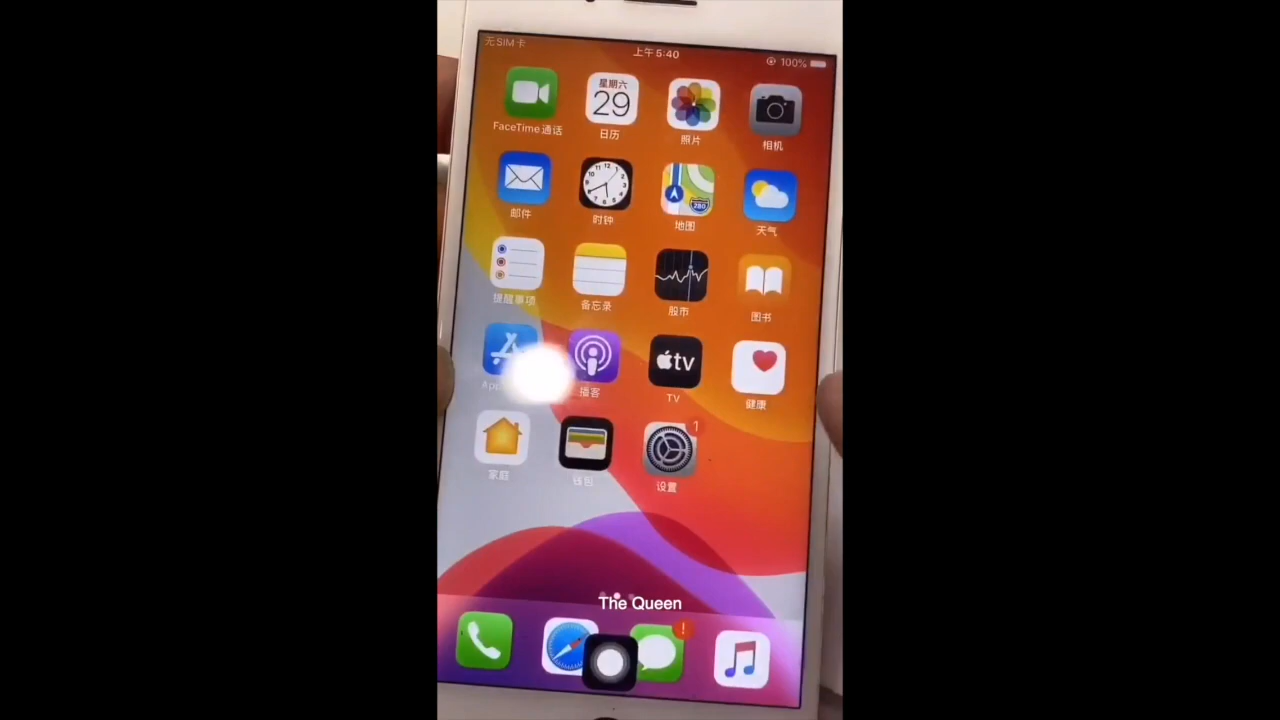 无SIM卡
上午5:40
100%
星期六
29
FaceTime通话
日历
照片
相机
12
280
邮件
时钟
地图
天气
提醒事项
备忘录
股市
图书
tv
App
播客
TV
健康
1
家庭
钱包
设置
The Queen
!